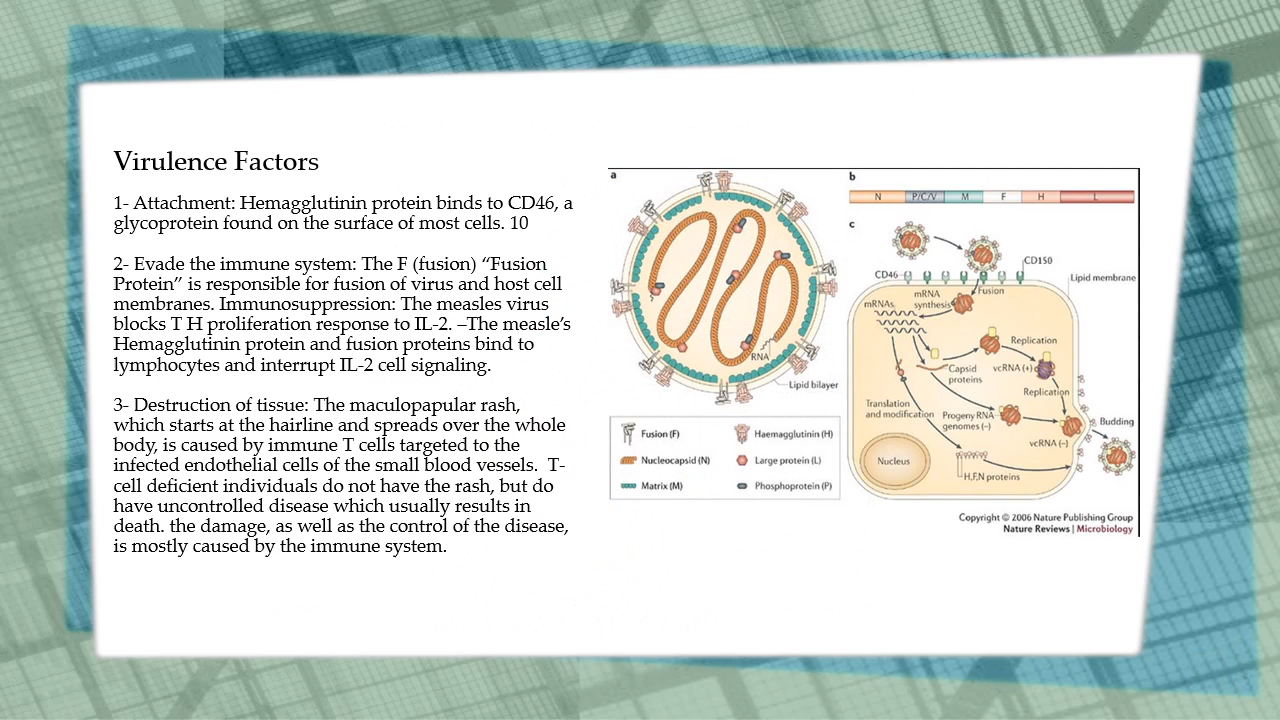 Virulence Factors
1- Attachment: Hemagglutinin protein binds to CD46, a
glycoprotein found on the surface of most cells. 10
2- Evade the immune system: The F (fusion) “Fusion
Protein” is responsible for fusion of virus and host cell
membranes. Immunosuppression: The measles virus
blocks T H proliferation response to IL-2. –The measle’s
Hemagglutinin protein and fusion proteins bind to
lymphocytes and interrupt IL-2 cell signaling.
3- Destruction of tissue: The maculopapular rash,
which starts at the hairline and spreads over the whole
body, is caused by immune T cells targeted to the
infected endothelial cells of the small blood vessels. T-
cell deficient individuals do not have the rash, but do
have uncontrolled disease which usually results in
death. the damage, as well as the control of the disease,
is mostly caused by the immune system.
a
RNA
Lipid bilayer
Fusion (F)
Haemagglutinin (H)
Nucleocapsid (N)
Large protein (L)
Matrix (M)
Phosphoprotein (P)
b
N P/C/V M F H L
c
CD46
CD150
Lipid membrane
Fusion
mRNA
synthesis
mRNAs
Replication
Capsid
proteins
vcRNA (+)
Replication
Translation
and modification
Progeny RNA
genomes (–)
Budding
vcRNA (–)
Nucleus
H,F,N proteins
Copyright © 2006 Nature Publishing Group
Nature Reviews | Microbiology